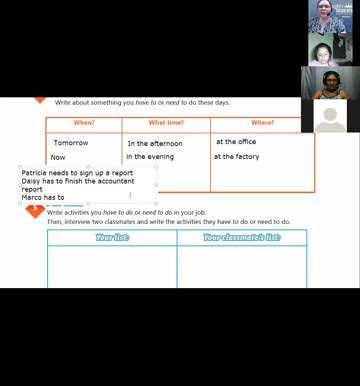 Write about something you have to or need to do these days.
When? What time? Where?
Tomorrow In the afternoon at the office
Now in the evening at the factory
Patricia needs to sign up a report
Daisy has to finish the accountant
report
Marco has to
Write activities you have to do or need to do in your job.
Then, interview two classmates and write the activities they have to do or need to do.
Your list: Your classmate's list: